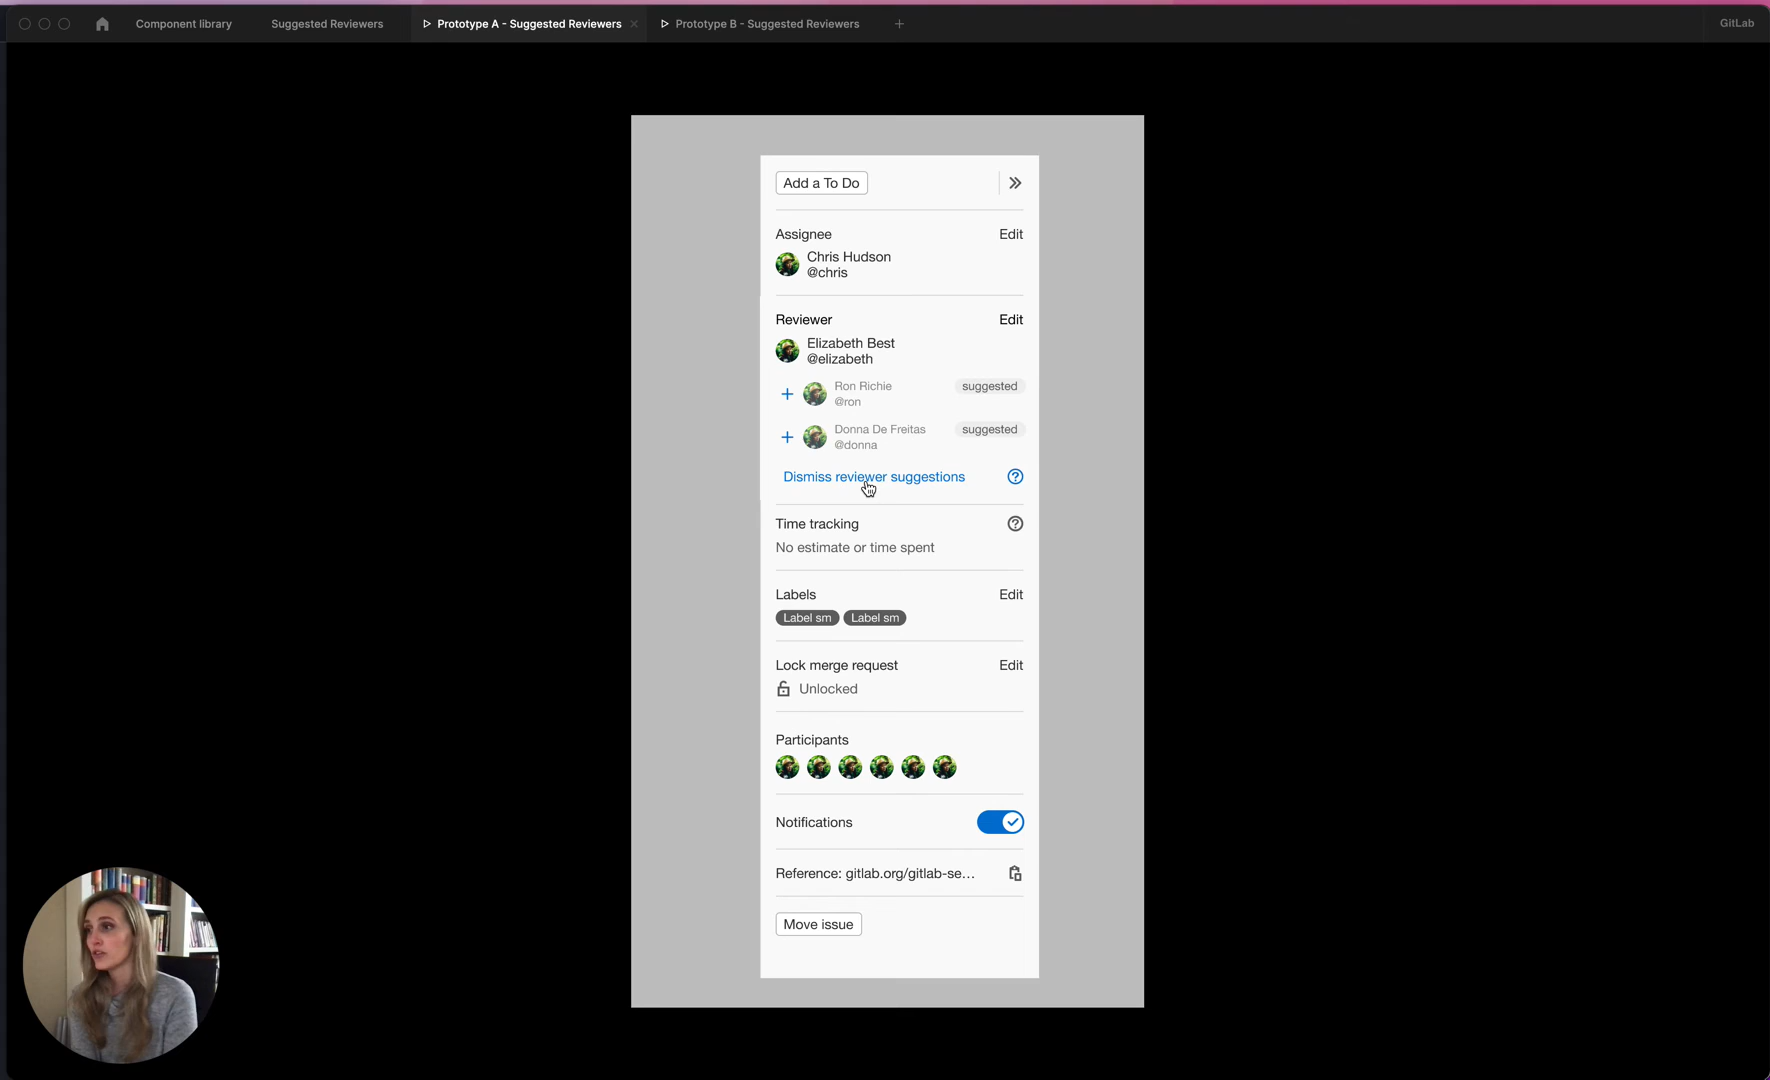 Component library
Suggested Reviewers
Prototype A - Suggested Reviewers
Prototype B - Suggested Reviewers
GitLab
Add a To Do
Assignee
Edit
Chris Hudson
@chris
Reviewer
Edit
Elizabeth Best
@elizabeth
Ron Richie
suggested
@ron
Donna De Freitas
suggested
@donna
Dismiss reviewer suggestions
Time tracking
No estimate or time spent
Labels
Edit
Label sm
Label sm
Lock merge request
Edit
Unlocked
Participants
Notifications
Reference: gitlab.org/gitlab-se...
Move issue